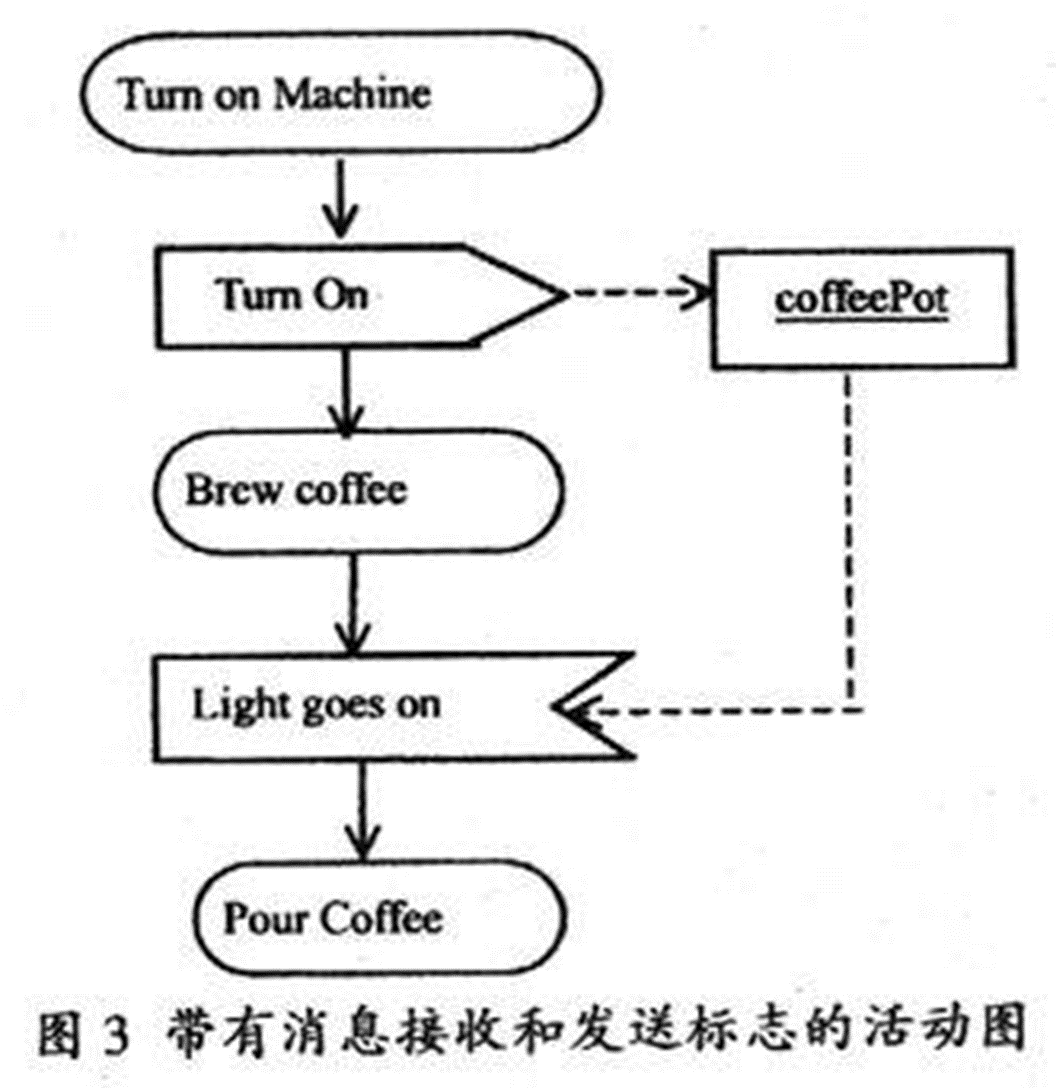 Turn on Machine
Turn On
coffeePot
Brew coffee
Light goes on
Pour Coffee
图 3 带有消息接收和发送标志的活动图